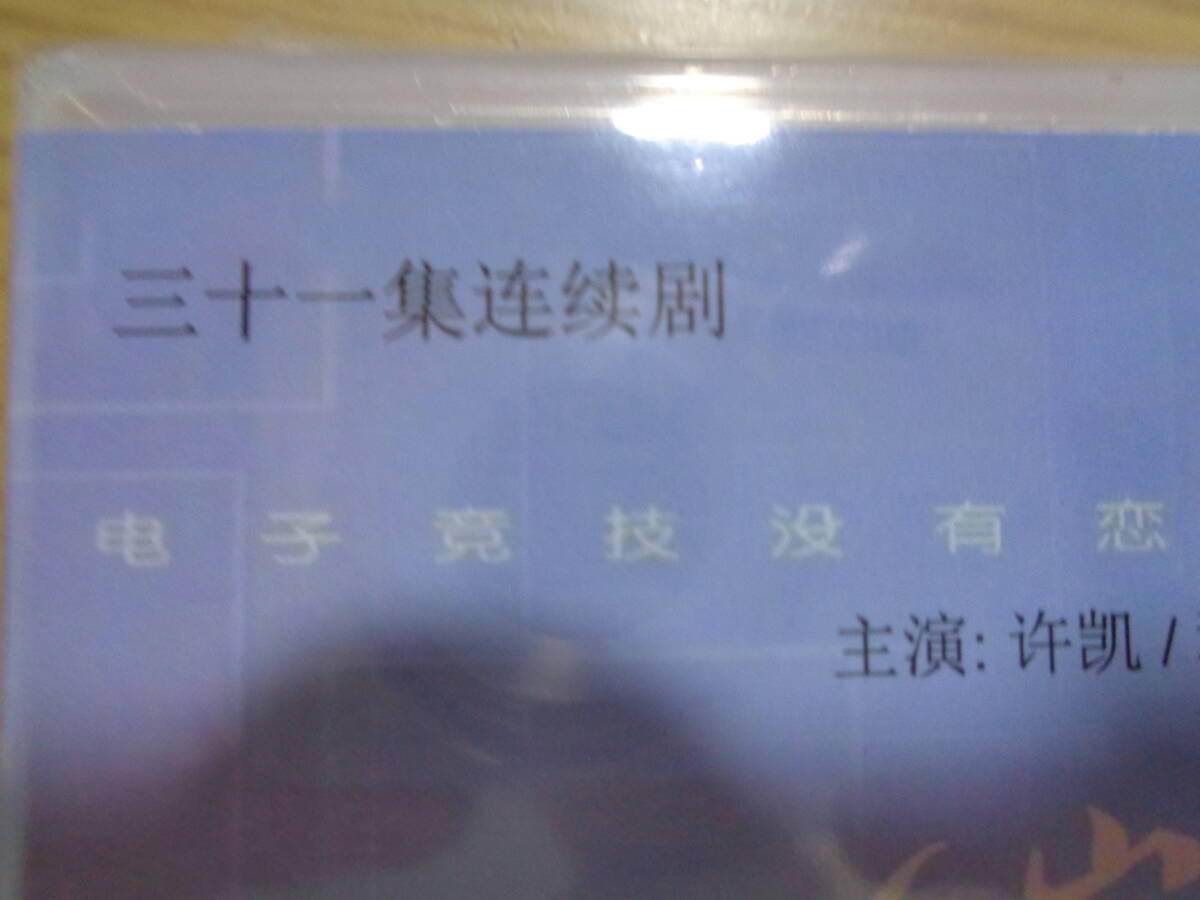 三十一集连续剧
电子竞技没有恋
主演: 许凯 /